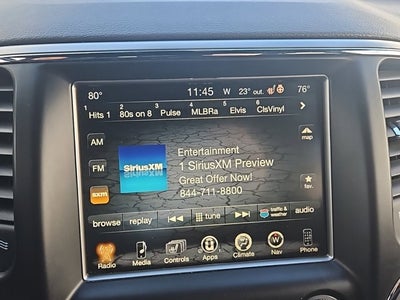 80° 11:45 W 23° out. 76°
1 Hits 1 2 80s on 8 3 Pulse 4 MLBRa 5 Elvis 6 ClsVinyl
AM
map
Entertainment
SiriusXM
1 SiriusXM Preview
FM
Great Offer Now!
fav.
844-711-8800
sxm
browse replay tune traffic & weather audio
Radio Media Controls Apps Climate Nav Phone